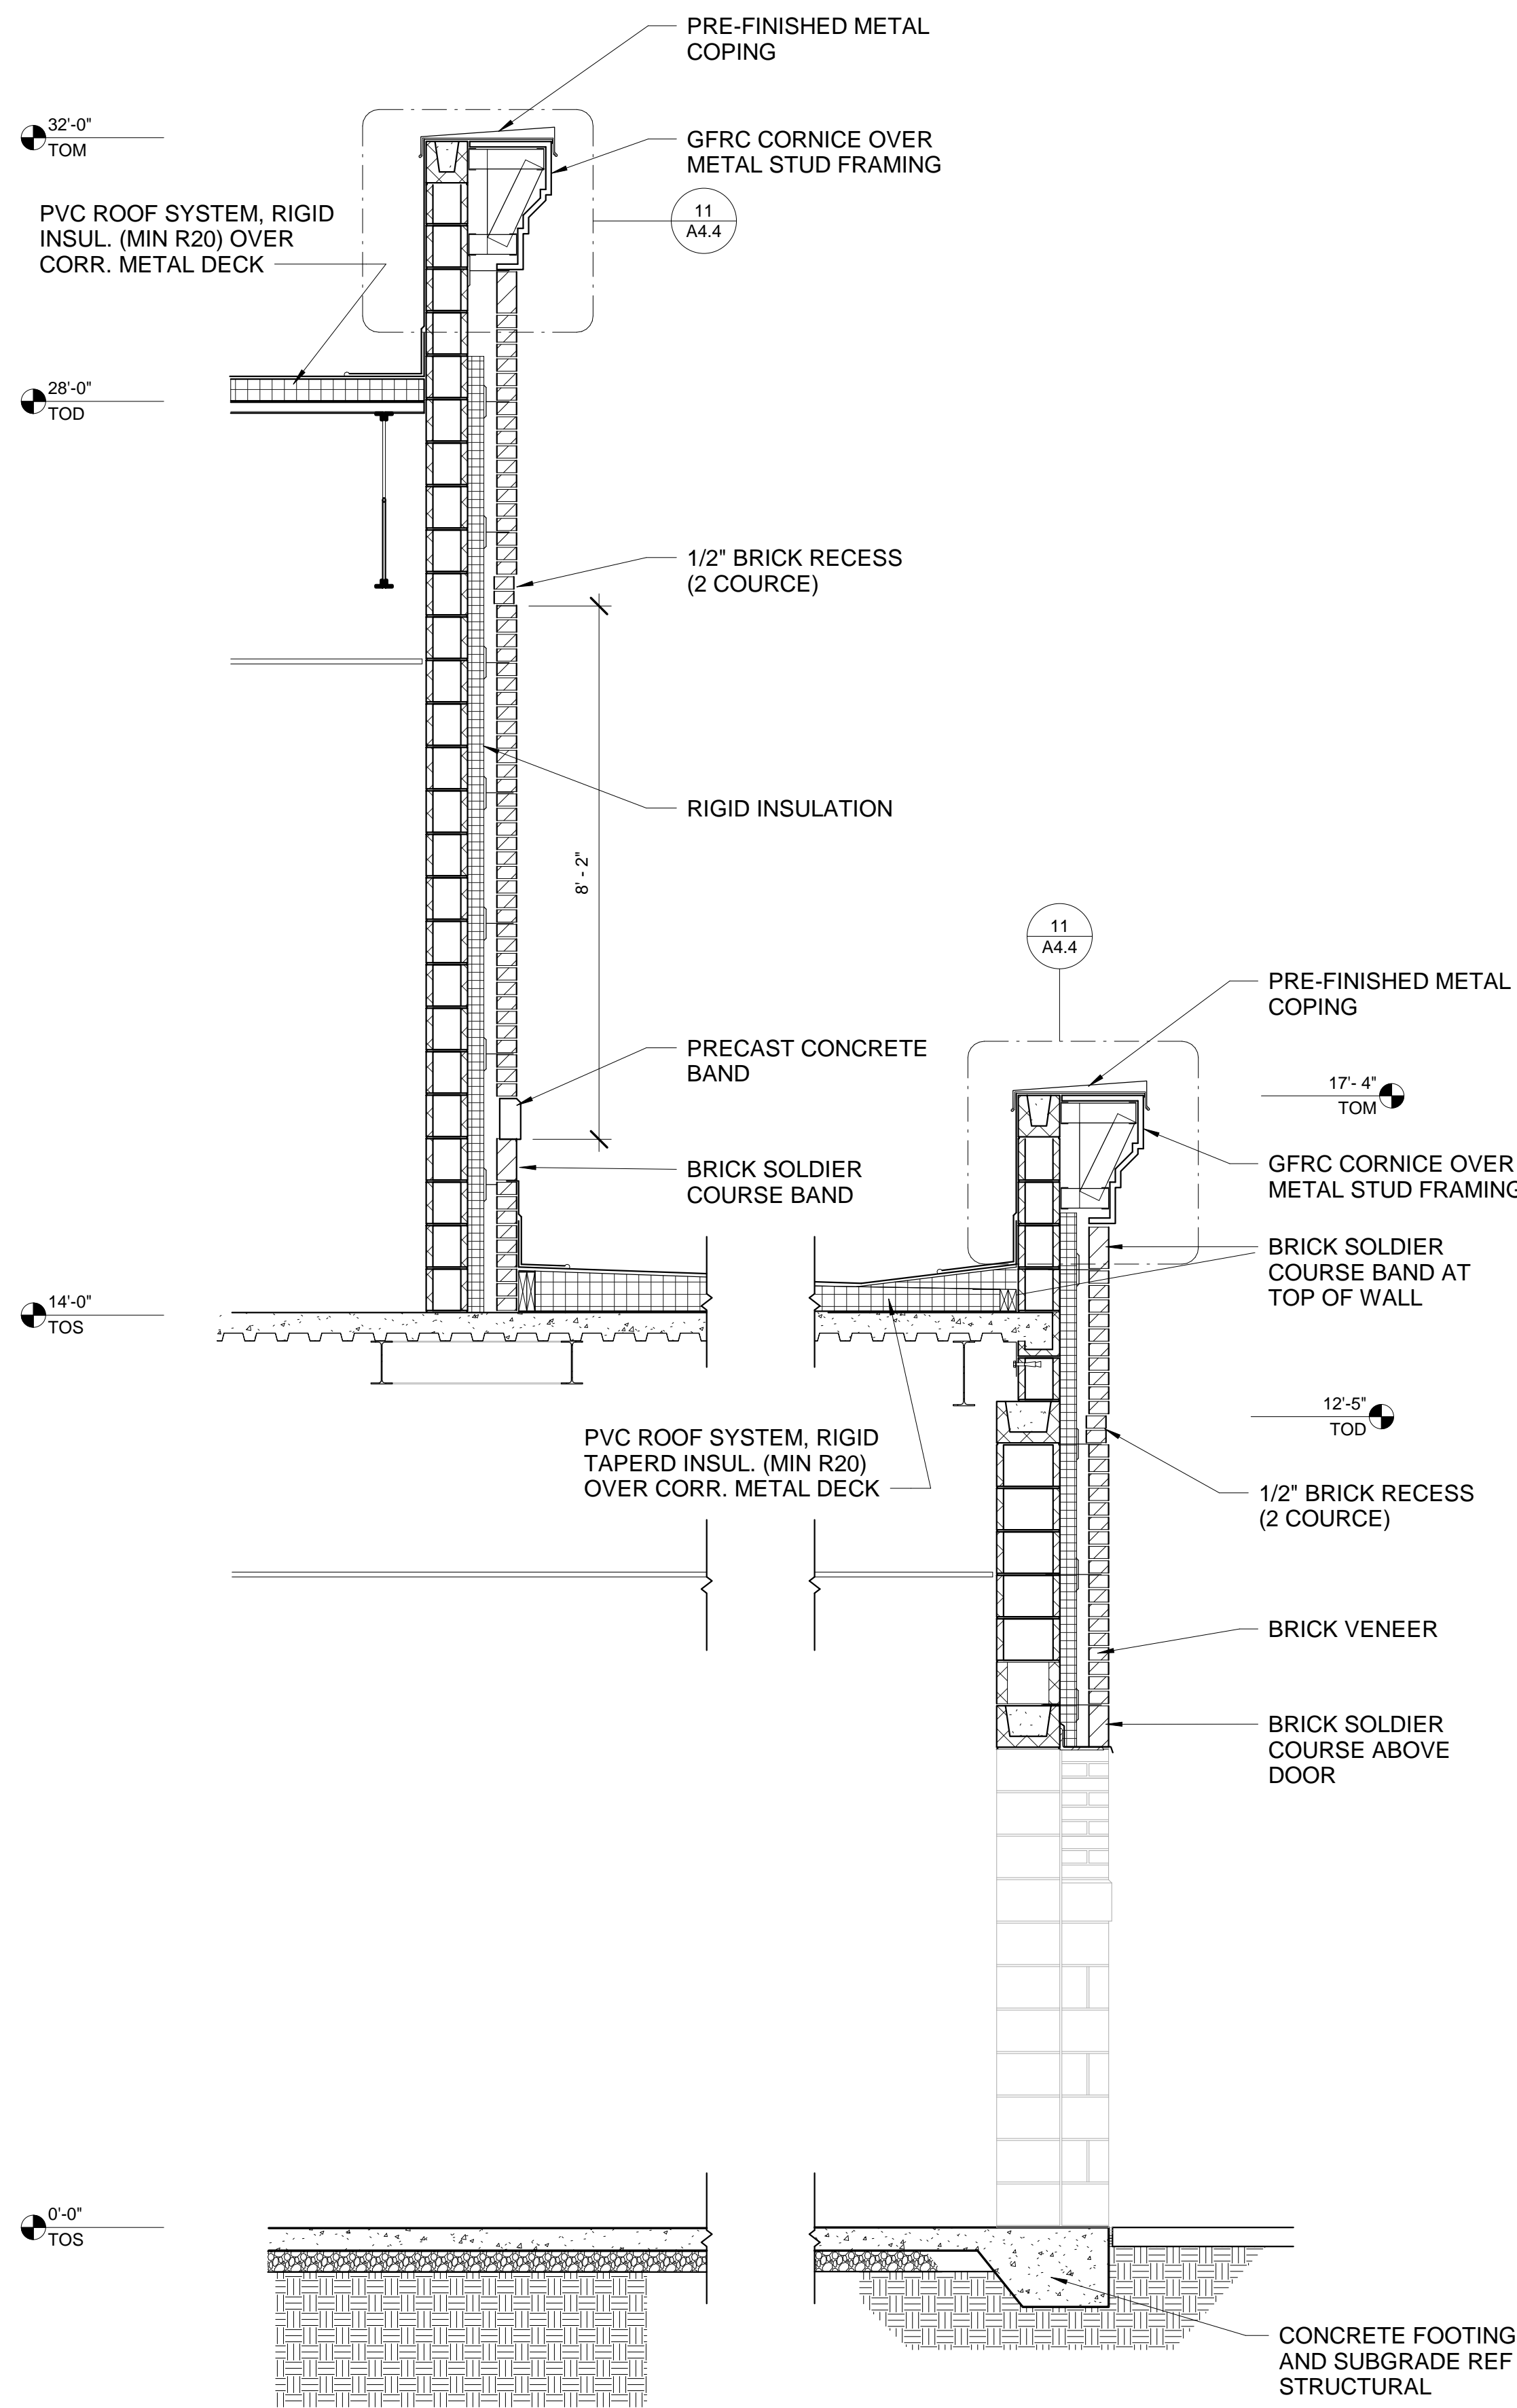 PRE-FINISHED METAL
COPING
32'-0"
TOM
GFRC CORNICE OVER
METAL STUD FRAMING
11
A4.4
PVC ROOF SYSTEM, RIGID
INSUL. (MIN R20) OVER
CORR. METAL DECK
28'-0"
TOD
1/2" BRICK RECESS
(2 COURCE)
RIGID INSULATION
8' - 2"
11
A4.4
PRE-FINISHED METAL
COPING
PRECAST CONCRETE
BAND
17'- 4"
TOM
BRICK SOLDIER
COURSE BAND
GFRC CORNICE OVER
METAL STUD FRAMING
BRICK SOLDIER
COURSE BAND AT
TOP OF WALL
14'-0"
TOS
12'-5"
TOD
PVC ROOF SYSTEM, RIGID
TAPERD INSUL. (MIN R20)
OVER CORR. METAL DECK
1/2" BRICK RECESS
(2 COURCE)
BRICK VENEER
BRICK SOLDIER
COURSE ABOVE
DOOR
0'-0"
TOS
CONCRETE FOOTING
AND SUBGRADE REF
STRUCTURAL